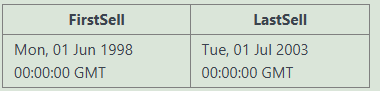 FirstSell LastSell
Mon, 01 Jun 1998 Tue, 01 Jul 2003
00:00:00 GMT 00:00:00 GMT